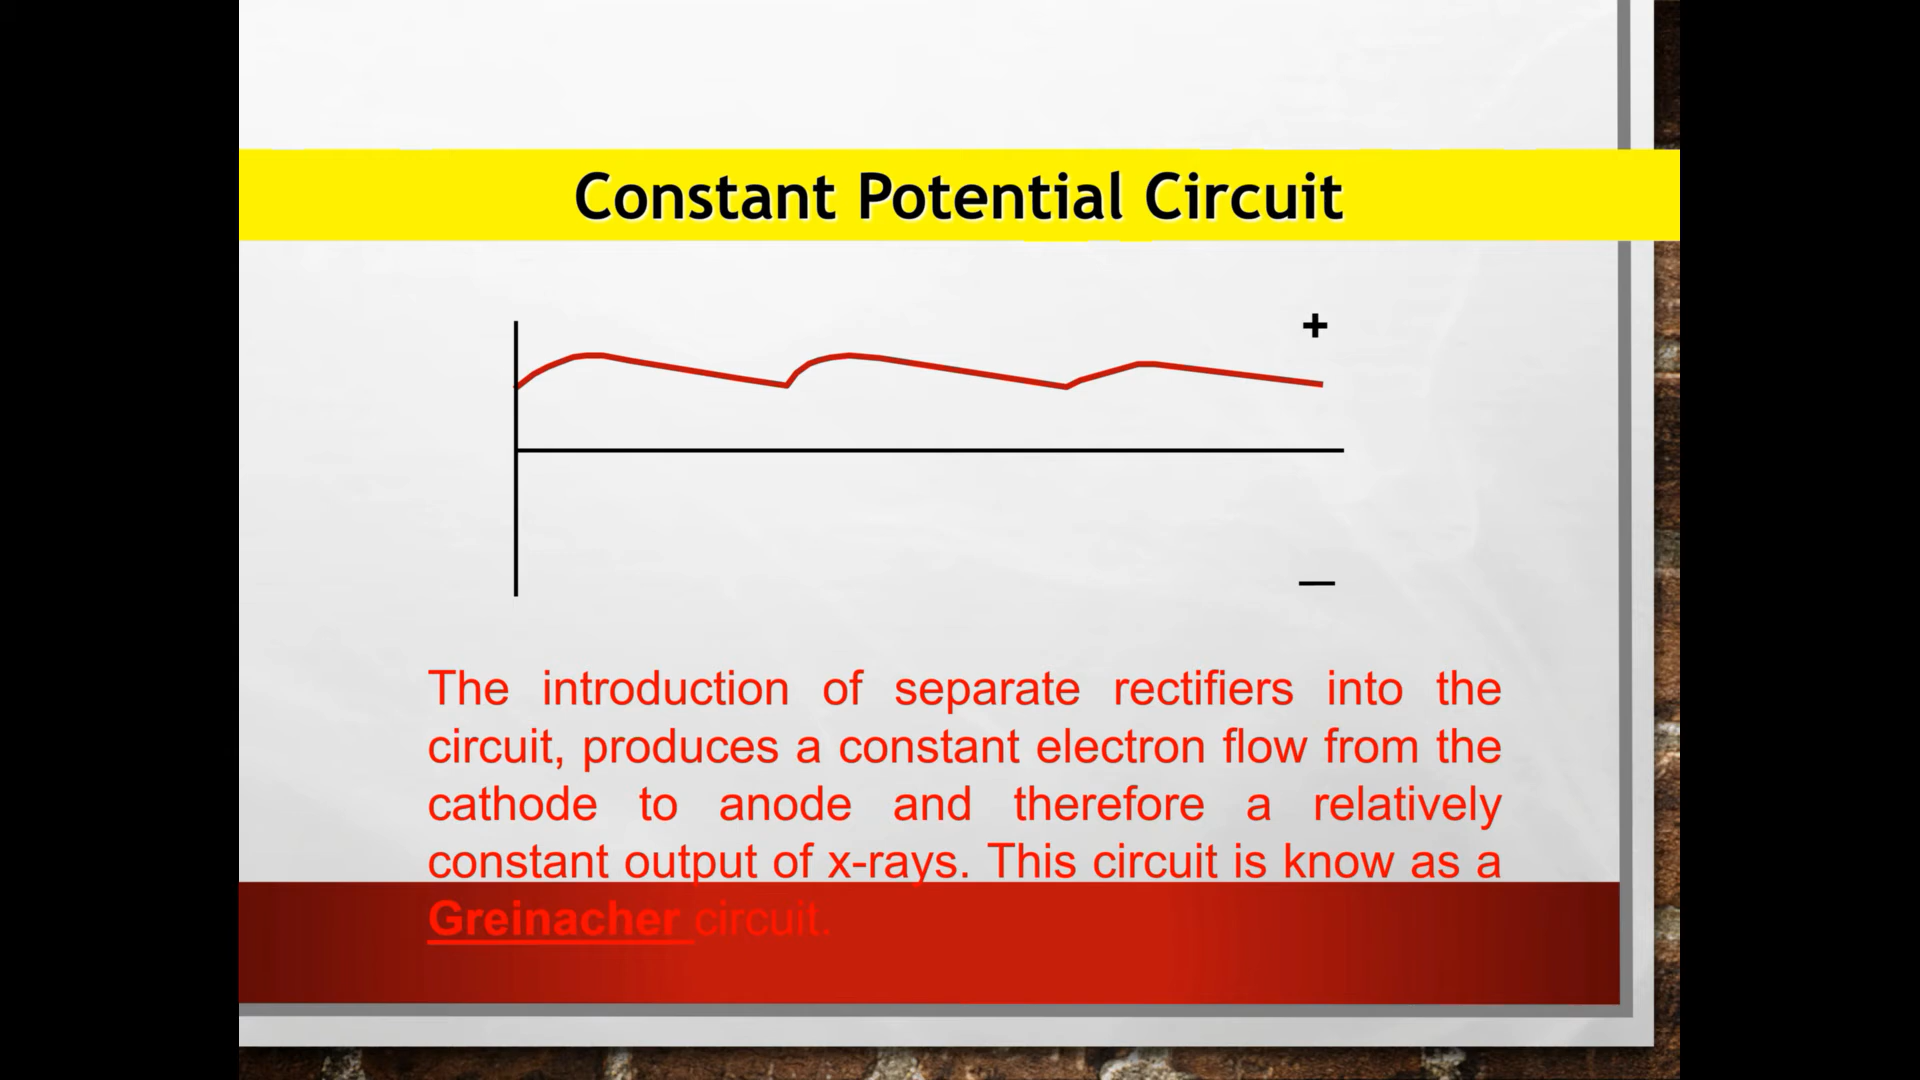 Constant Potential Circuit
+
—
The introduction of separate rectifiers into the
circuit, produces a constant electron flow from the
cathode to anode and therefore a relatively
constant output of x-rays. This circuit is know as a
Greinacher circuit.